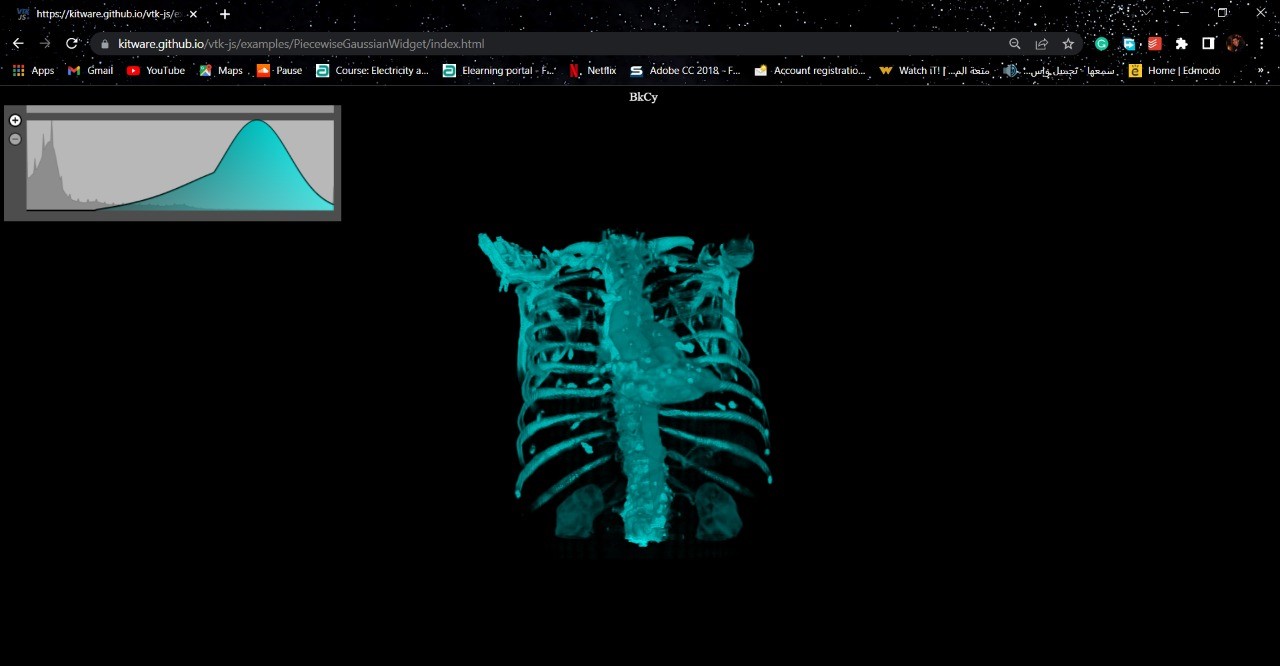 https://kitware.github.io/vtk-js/e
kitware.github.io/vtk-js/examples/PiecewiseGaussianWidget/index.html
Apps
Gmail
YouTube
Maps
Pause
Course: Electricity a...
Elearning portal - F...
Netflix
Adobe CC 2018 - F...
Account registratio...
Watch iT! | ... متعة الم
سمعها - تحميل واس...
Home | Edmodo
»
BkCy